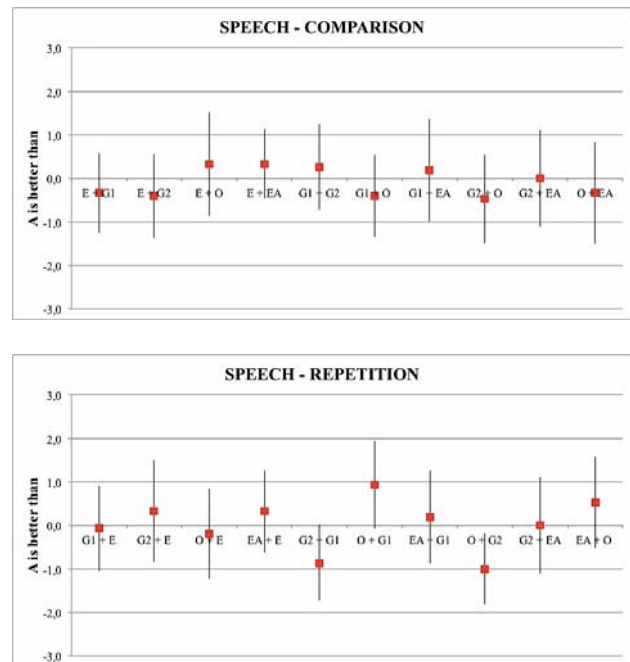 SPEECH - COMPARISON
3,0
2,0
1,0
0,0
-1,0
-2,0
-3,0
A is better than
E + G1
E + G2
E + O
E + EA
G1 + G2
G1 + O
G1 + EA
G2 + O
G2 + EA
O + EA
SPEECH - REPETITION
3,0
2,0
1,0
0,0
-1,0
-2,0
-3,0
A is better than
G1 + E
G2 + E
O + E
EA + E
G2 + G1
O + G1
EA + G1
O + G2
G2 + EA
EA + O